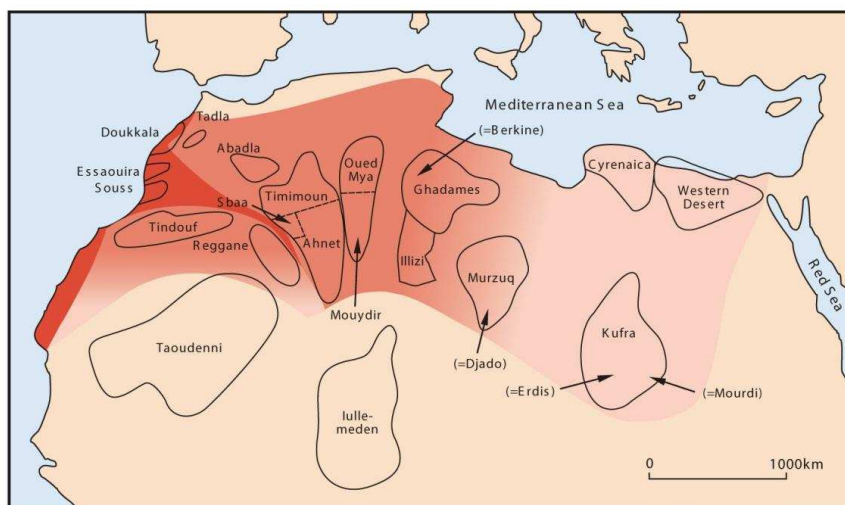 Mediterranean Sea
Tadla
Doukkala
(=Berkine)
Abadla
Oued
Mya
Cyrenaica
Essaouira
Souss
Timimoun
Ghadames
Western
Desert
Sbaa
Tindouf
Reggane
Ahnet
Illizi
Murzuq
Red Sea
Mouydir
Kufra
Taoudenni
(=Djado)
(=Erdis)
(=Mourdi)
Iulle-
meden
0
1000km